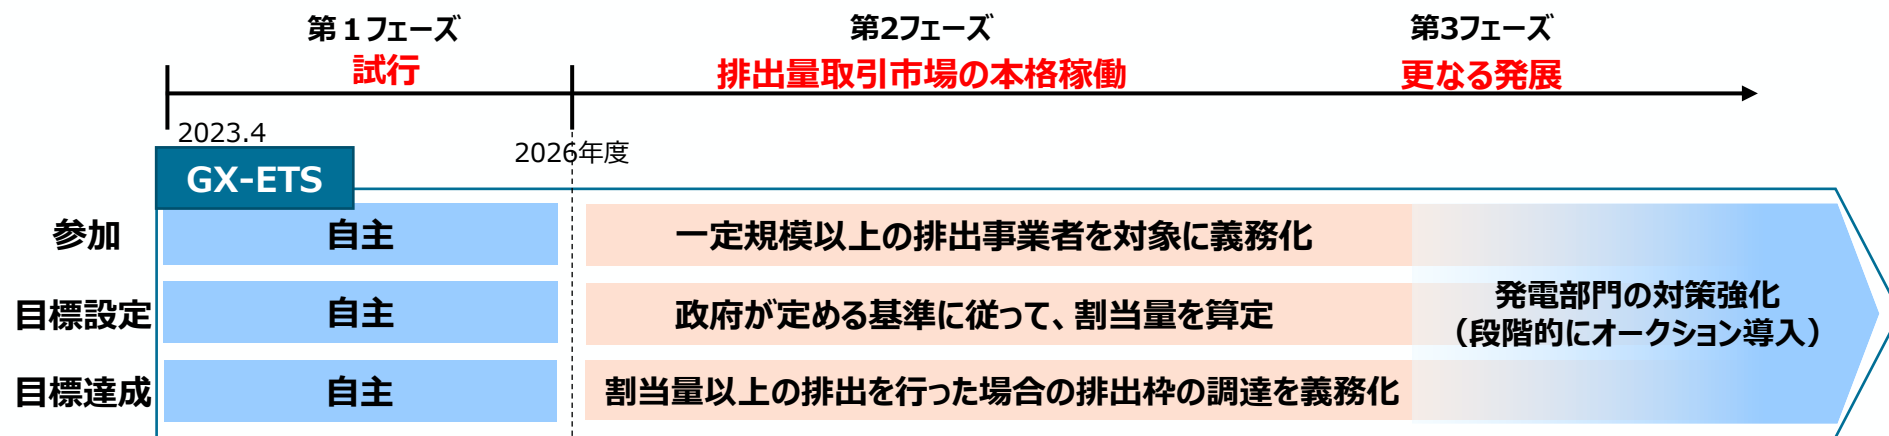 第１フェーズ
試行
第2フェーズ
排出量取引市場の本格稼働
第3フェーズ
更なる発展
2023.4
2026年度
GX-ETS
参加
自主
一定規模以上の排出事業者を対象に義務化
目標設定
自主
政府が定める基準に従って、割当量を算定
発電部門の対策強化
（段階的にオークション導入）
目標達成
自主
割当量以上の排出を行った場合の排出枠の調達を義務化